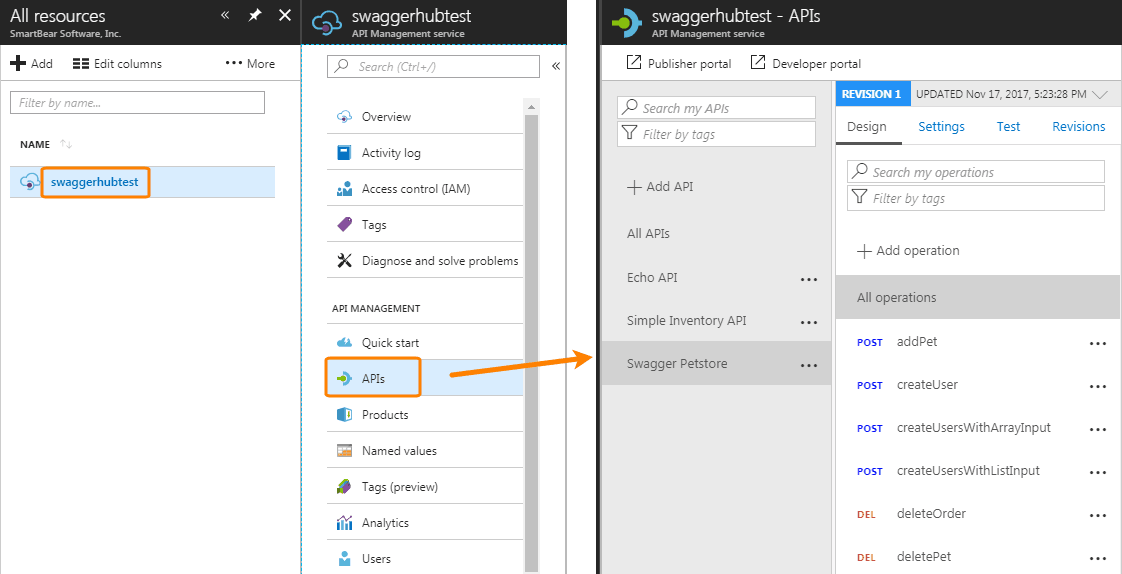 All resources
SmartBear Software, Inc.
Add
Edit columns
More
Filter by name...
NAME
swaggerhubtest
swaggerhubtest
API Management service
Search (Ctrl+/)
Overview
Activity log
Access control (IAM)
Tags
Diagnose and solve problems
API MANAGEMENT
Quick start
APIs
Products
Named values
Tags (preview)
Analytics
Users
swaggerhubtest - APIs
API Management service
Publisher portal
Developer portal
Search my APIs
Filter by tags
Add API
All APIs
Echo API
Simple Inventory API
Swagger Petstore
REVISION 1 UPDATED Nov 17, 2017, 5:23:28 PM
Design Settings Test Revisions
Search my operations
Filter by tags
Add operation
All operations
POST addPet
POST createUser
POST createUsersWithArrayInput
POST createUsersWithListInput
DEL deleteOrder
DEL deletePet